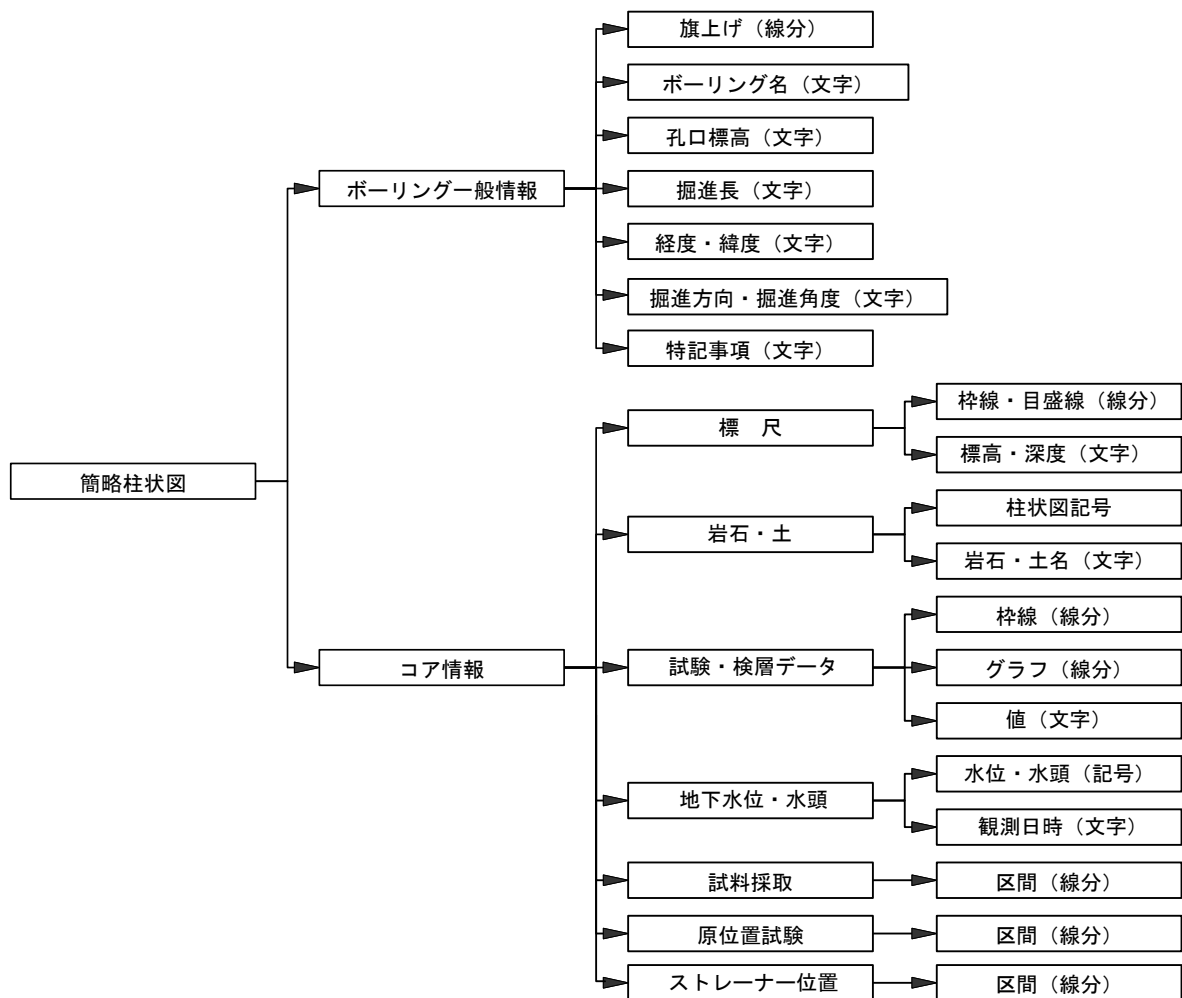 簡略柱状図
ボーリング一般情報
旗上げ（線分）
ボーリング名（文字）
孔口標高（文字）
掘進長（文字）
経度・緯度（文字）
掘進方向・掘進角度（文字）
特記事項（文字）
コア情報
標　尺
枠線・目盛線（線分）
標高・深度（文字）
岩石・土
柱状図記号
岩石・土名（文字）
試験・検層データ
枠線（線分）
グラフ（線分）
値（文字）
地下水位・水頭
水位・水頭（記号）
観測日時（文字）
試料採取
区間（線分）
原位置試験
区間（線分）
ストレーナー位置
区間（線分）